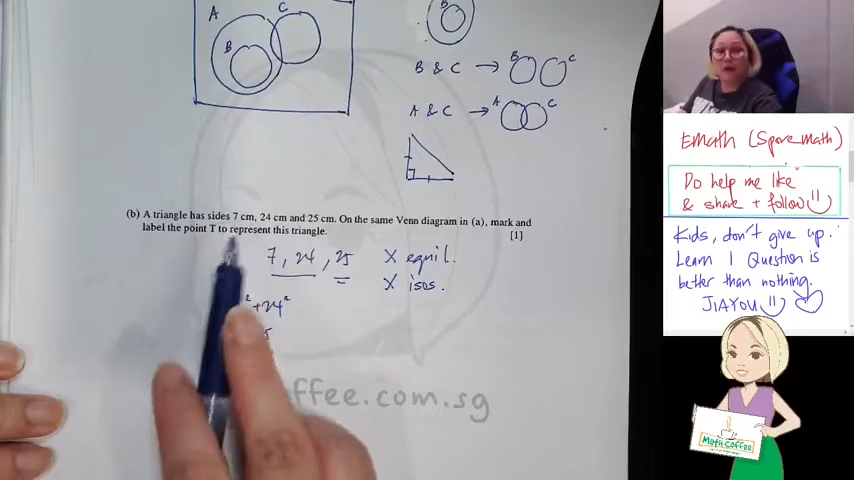 A
C
B
B
B & C → B C
A & C → A C
(b) A triangle has sides 7 cm, 24 cm and 25 cm. On the same Venn diagram in (a), mark and
label the point T to represent this triangle. [1]
7, 24, 25 X equil.
X isos.
² + 24²
ffee.com.sg
Emath (Spore math)
Do help me like
& share + follow
Kids, don't give up.
Learn 1 Question is
better than nothing.
JIAYOU
Math Coffee